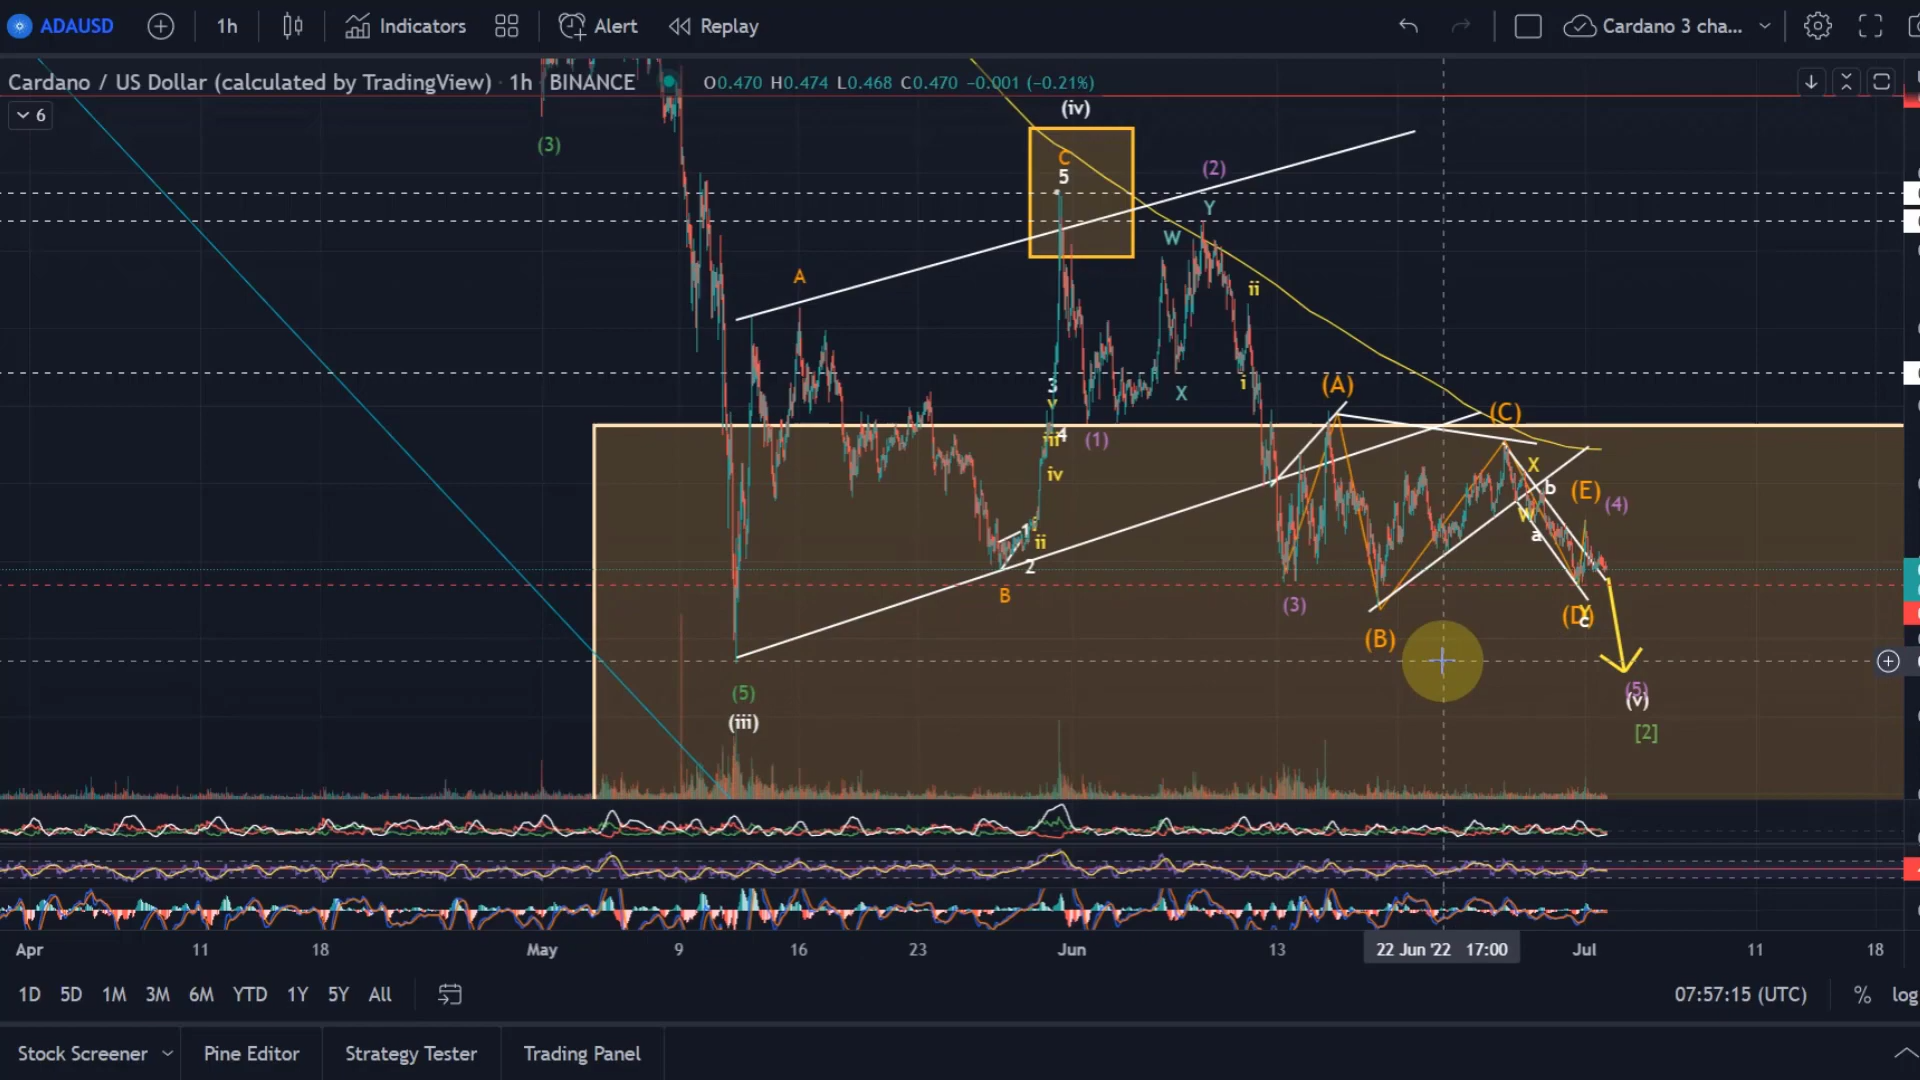 ADAUSD 1h Indicators Alert Replay Cardano 3 cha...
Cardano / US Dollar (calculated by TradingView) · 1h BINANCE O0.470 H0.474 L0.468 C0.470 −0.001 (−0.21%)
6
(iv)
(3)
C
5
(2)
Y
W
A
ii
3
X
i
v
(A)
(C)
iii
4
(1)
iv
X
b
(E)
(4)
W
a
1
i
ii
2
B
(3)
(B)
(D)
Y
c
(5)
(iii)
(5)
(v)
[2]
Apr 11 18 May 9 16 23 Jun 13 22 Jun '22 17:00 Jul 11 18
1D 5D 1M 3M 6M YTD 1Y 5Y All 07:57:15 (UTC) % log
Stock Screener Pine Editor Strategy Tester Trading Panel